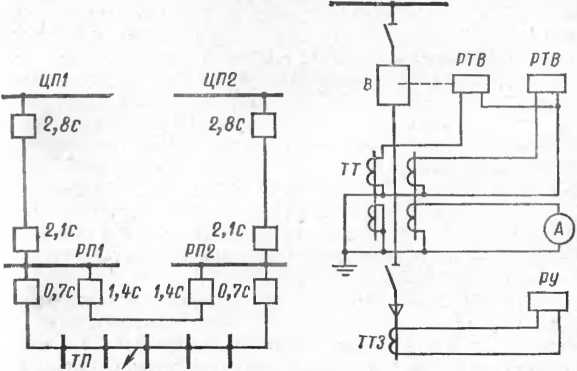 ЦП1
ЦП2
2,8с
2,8с
2,1с
2,1с
РП1
РП2
0,7с
1,4с
1,4с
0,7с
ТП
В
РТВ
РТВ
ТТ
А
РУ
ТТЗ